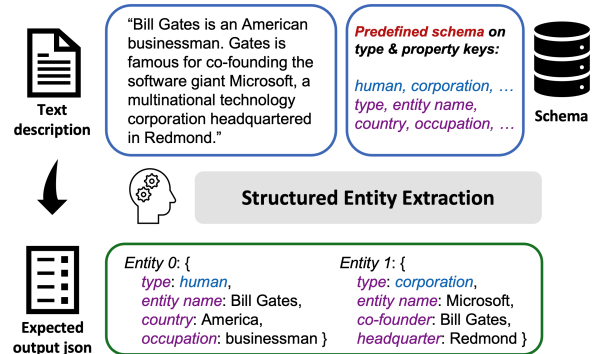 “Bill Gates is an American
businessman. Gates is
famous for co-founding the
software giant Microsoft, a
multinational technology
corporation headquartered
in Redmond.”
Text
description
Predefined schema on
type & property keys:
human, corporation, …
type, entity name,
country, occupation, …
Schema
Structured Entity Extraction
Expected
output json
Entity 0: {
type: human,
entity name: Bill Gates,
country: America,
occupation: businessman }
Entity 1: {
type: corporation,
entity name: Microsoft,
co-founder: Bill Gates,
headquarter: Redmond }